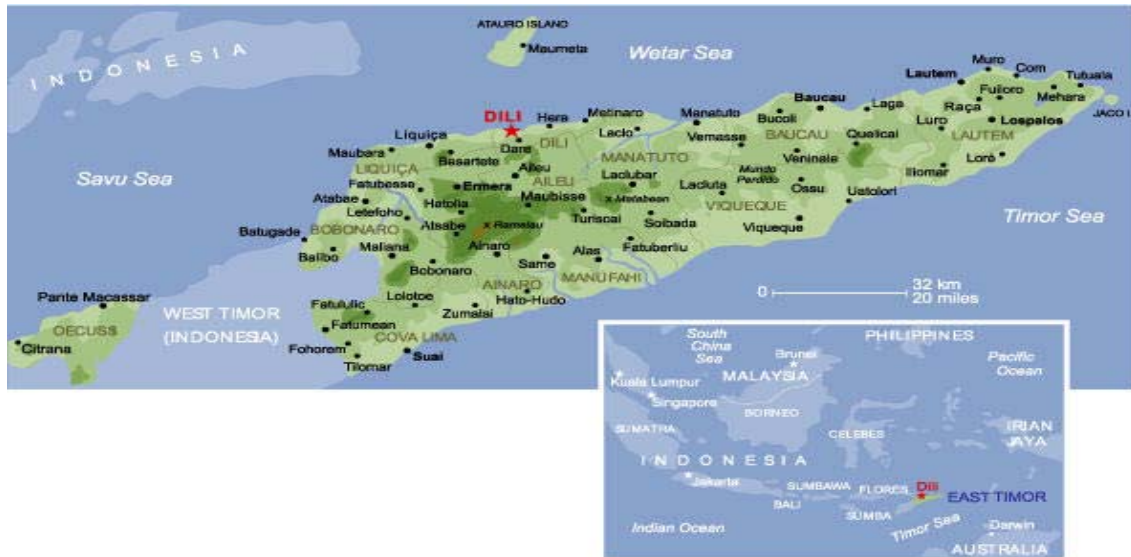 ATAURO ISLAND
Maumeta
Wetar Sea
INDONESIA
Muro
Com
Lautem
Tutuala
Fuiloro
Mehara
Raça
JACO I
Baucau
Laga
Lospalos
Bucoli
Luro
LAUTEM
Manatuto
Metinaro
Hera
DILI
Laclo
Vemasse
BAUCAU
Quelicai
Liquiça
Dare
DILI
MANATUTO
Veninale
Loré
Maubara
Basartete
Iliomar
LIQUIÇA
Aileu
Laclubar
Mundo
Perdido
Savu Sea
Fatubesse
Ermera
AILEU
Lacluta
Ossu
Uatolori
Atabae
Hatolia
Maubisse
VIQUEQUE
Letefoho
Turiscai
Soibada
Timor Sea
Batugade
BOBONARO
Atsabe
x Ramelau
Viqueque
Balibo
Maliana
Ainaro
Alas
Fatuberliu
Bobonaro
Same
MANUFAHI
AINARO
Pante Macassar
WEST TIMOR
(INDONESIA)
Fatululic
Lolotoe
Hato-Hudo
0
32 km
20 miles
OECUSS
Fatumean
Zumalai
COVA LIMA
Citrana
Fohorem
Suai
Tilomar
South
China
Sea
PHILIPPINES
Brunei
Pacific
Ocean
Kuala Lumpur
MALAYSIA
Singapore
BORNEO
SUMATRA
CELEBES
IRIAN
JAYA
INDONESIA
Jakarta
SUMBAWA
FLORES
Dili
EAST TIMOR
BALI
SUMBA
Timor Sea
Indian Ocean
Darwin
AUSTRALIA